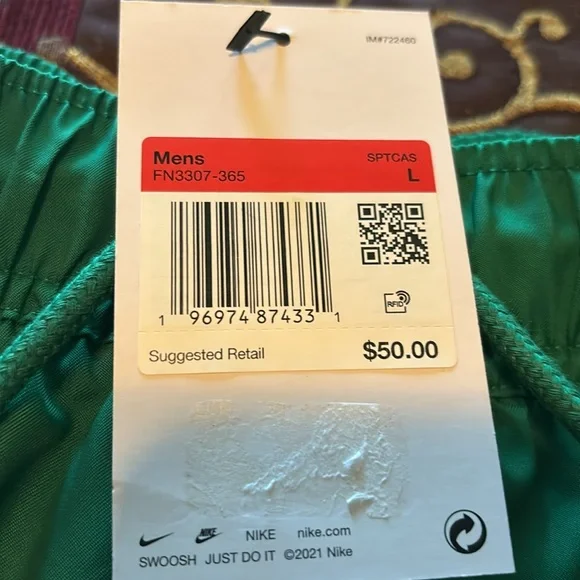 IM#722460
Mens SPTCAS
FN3307-365 L
1 96974 87433 1
RFID
Suggested Retail $50.00
NIKE NIKE nike.com
SWOOSH JUST DO IT ©2021 Nike